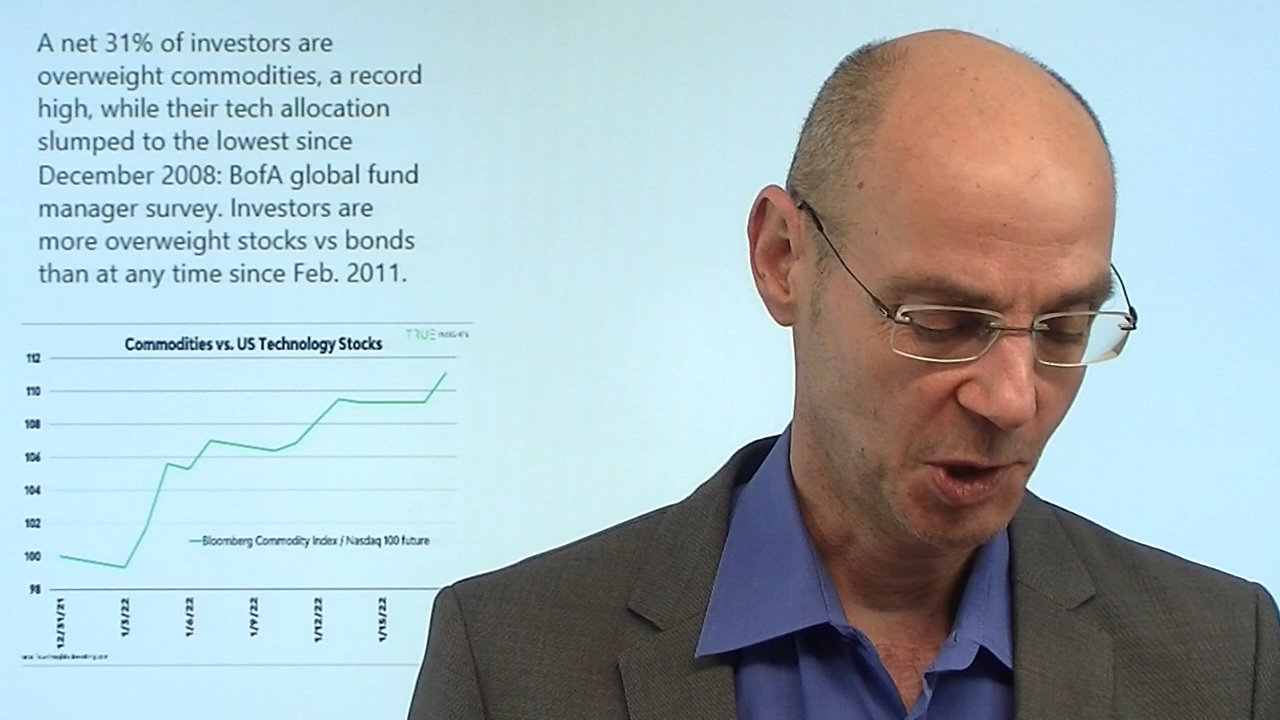 A net 31% of investors are
overweight commodities, a record
high, while their tech allocation
slumped to the lowest since
December 2008: BofA global fund
manager survey. Investors are
more overweight stocks vs bonds
than at any time since Feb. 2011.
TRUE INSIGHTS
Commodities vs. US Technology Stocks
112
110
108
106
104
102
100
98
Bloomberg Commodity Index / Nasdaq 100 future
12/31/21
1/3/22
1/6/22
1/9/22
1/12/22
1/15/22